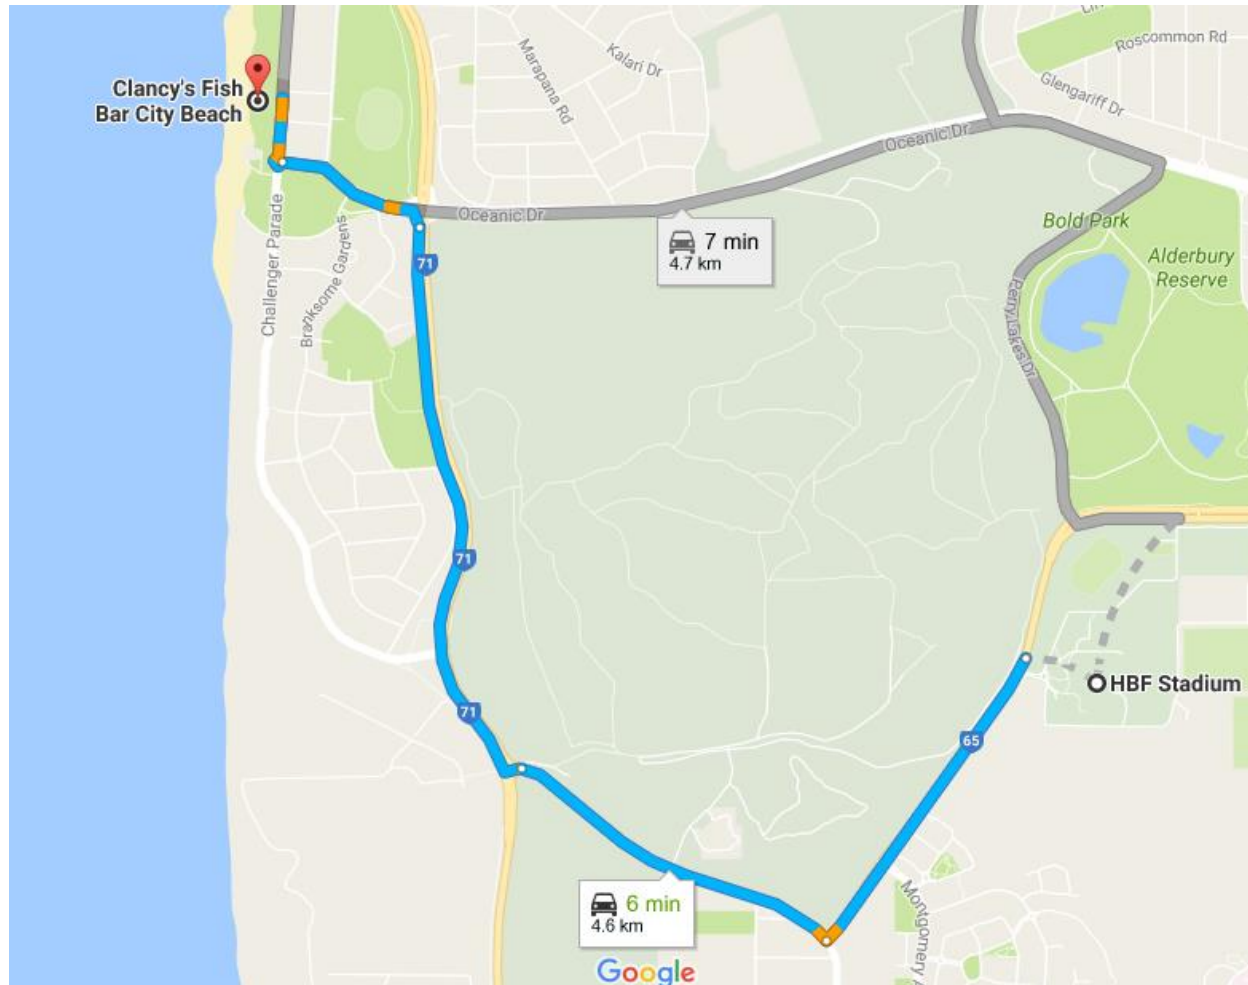 Lin
Roscommon Rd
Kalari Dr
Marapana Rd
Glengariff Dr
Clancy's Fish
Bar City Beach
Oceanic Dr
Challenger Parade
Branksome Gardens
Oceanic Dr
Bold Park
7 min
4.7 km
Alderbury
Reserve
71
Perry Lakes Dr
71
HBF Stadium
71
65
6 min
4.6 km
Montgomery A
Google